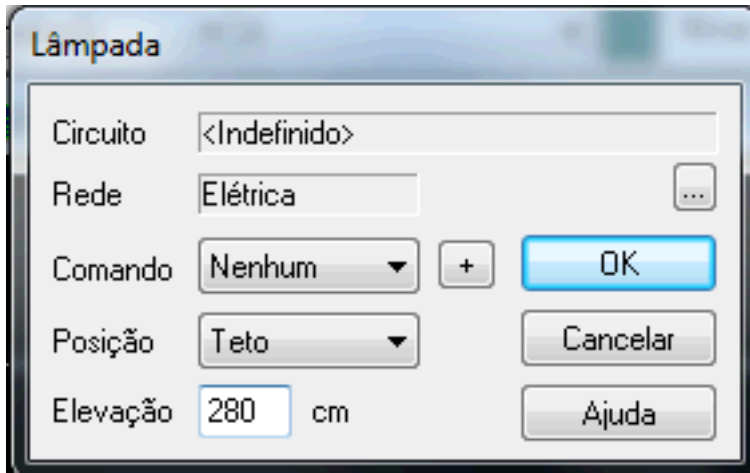 Lâmpada
Circuito <Indefinido>
Rede Elétrica ...
Comando Nenhum + OK
Posição Teto Cancelar
Elevação 280 cm Ajuda